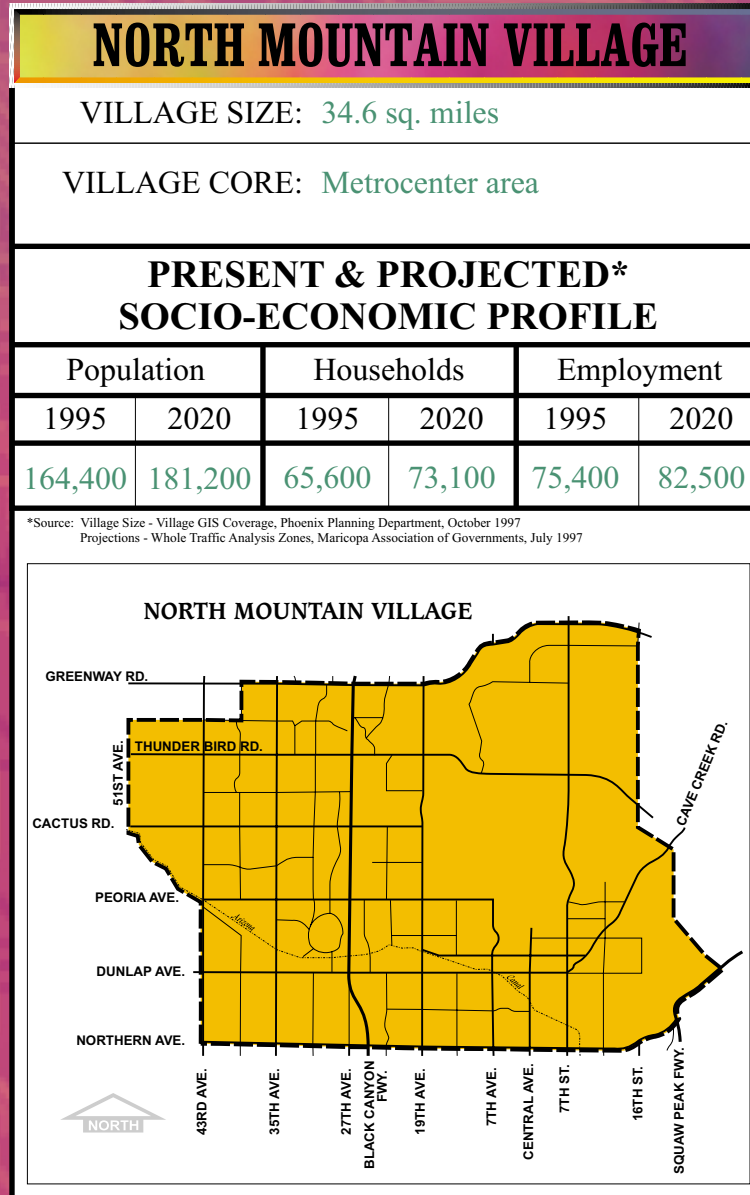 NORTH MOUNTAIN VILLAGE
VILLAGE SIZE: 34.6 sq. miles
VILLAGE CORE: Metrocenter area
PRESENT & PROJECTED*
SOCIO-ECONOMIC PROFILE
Population Households Employment
1995 2020 1995 2020 1995 2020
164,400 181,200 65,600 73,100 75,400 82,500
*Source: Village Size - Village GIS Coverage, Phoenix Planning Department, October 1997
Projections - Whole Traffic Analysis Zones, Maricopa Association of Governments, July 1997
NORTH MOUNTAIN VILLAGE
GREENWAY RD.
51ST AVE.
THUNDER BIRD RD.
CAVE CREEK RD.
CACTUS RD.
PEORIA AVE.
Arizona
DUNLAP AVE.
Canal
NORTHERN AVE.
43RD AVE.
35TH AVE.
27TH AVE.
BLACK CANYON
FWY.
19TH AVE.
7TH AVE.
CENTRAL AVE.
7TH ST.
16TH ST.
SQUAW PEAK FWY.
NORTH